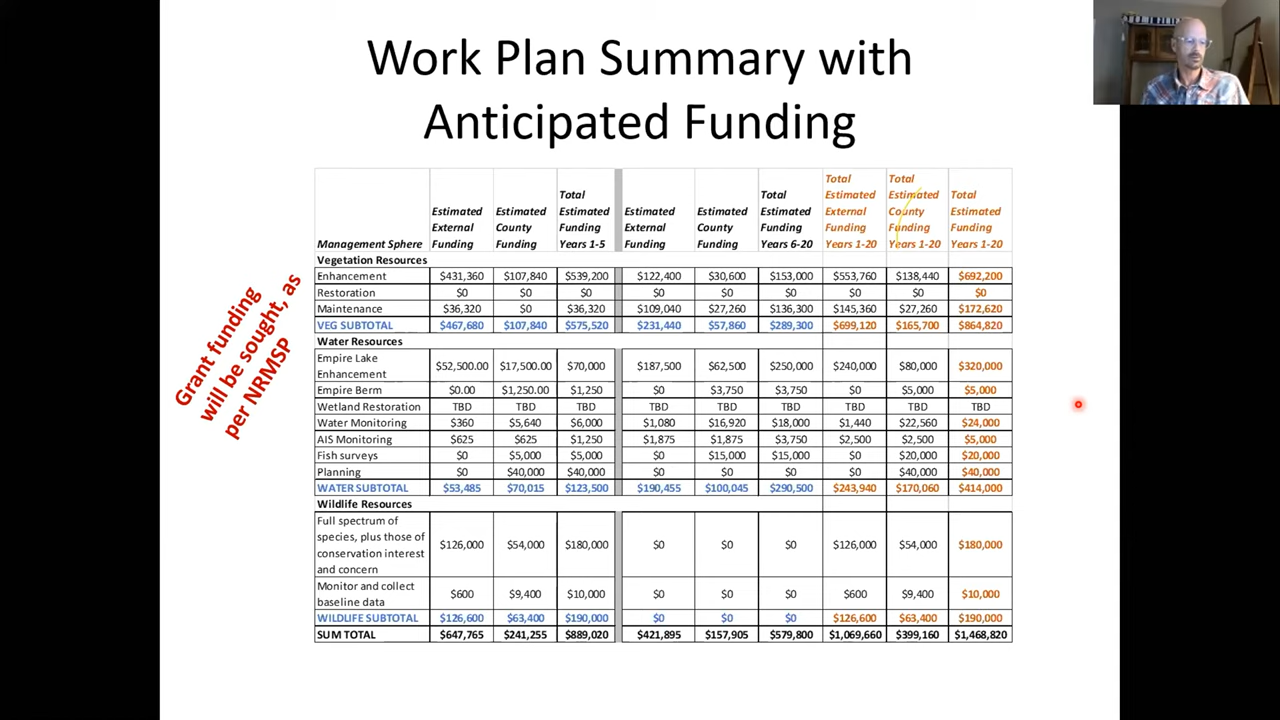 Work Plan Summary with
Anticipated Funding
Grant funding
will be sought, as
per NRMSP
Management Sphere Estimated External Funding Estimated County Funding Total Estimated Funding Years 1-5 Estimated External Funding Estimated County Funding Total Estimated Funding Years 6-20 Total Estimated External Funding Years 1-20 Total Estimated County Funding Years 1-20 Total Estimated Funding Years 1-20
Vegetation Resources
Enhancement $431,360 $107,840 $539,200 $122,400 $30,600 $153,000 $553,760 $138,440 $692,200
Restoration $0 $0 $0 $0 $0 $0 $0 $0 $0
Maintenance $36,320 $0 $36,320 $109,040 $27,260 $136,300 $145,360 $27,260 $172,620
VEG SUBTOTAL $467,680 $107,840 $575,520 $231,440 $57,860 $289,300 $699,120 $165,700 $864,820
Water Resources
Empire Lake Enhancement $52,500.00 $17,500.00 $70,000 $187,500 $62,500 $250,000 $240,000 $80,000 $320,000
Empire Berm $0.00 $1,250.00 $1,250 $0 $3,750 $3,750 $0 $5,000 $5,000
Wetland Restoration TBD TBD TBD TBD TBD TBD TBD TBD TBD
Water Monitoring $360 $5,640 $6,000 $1,080 $16,920 $18,000 $1,440 $22,560 $24,000
AIS Monitoring $625 $625 $1,250 $1,875 $1,875 $3,750 $2,500 $2,500 $5,000
Fish surveys $0 $5,000 $5,000 $0 $15,000 $15,000 $0 $20,000 $20,000
Planning $0 $40,000 $40,000 $0 $0 $0 $0 $40,000 $40,000
WATER SUBTOTAL $53,485 $70,015 $123,500 $190,455 $100,045 $290,500 $243,940 $170,060 $414,000
Wildlife Resources
Full spectrum of species, plus those of conservation interest and concern $126,000 $54,000 $180,000 $0 $0 $0 $126,000 $54,000 $180,000
Monitor and collect baseline data $600 $9,400 $10,000 $0 $0 $0 $600 $9,400 $10,000
WILDLIFE SUBTOTAL $126,600 $63,400 $190,000 $0 $0 $0 $126,600 $63,400 $190,000
SUM TOTAL $647,765 $241,255 $889,020 $421,895 $157,905 $579,800 $1,069,660 $399,160 $1,468,820